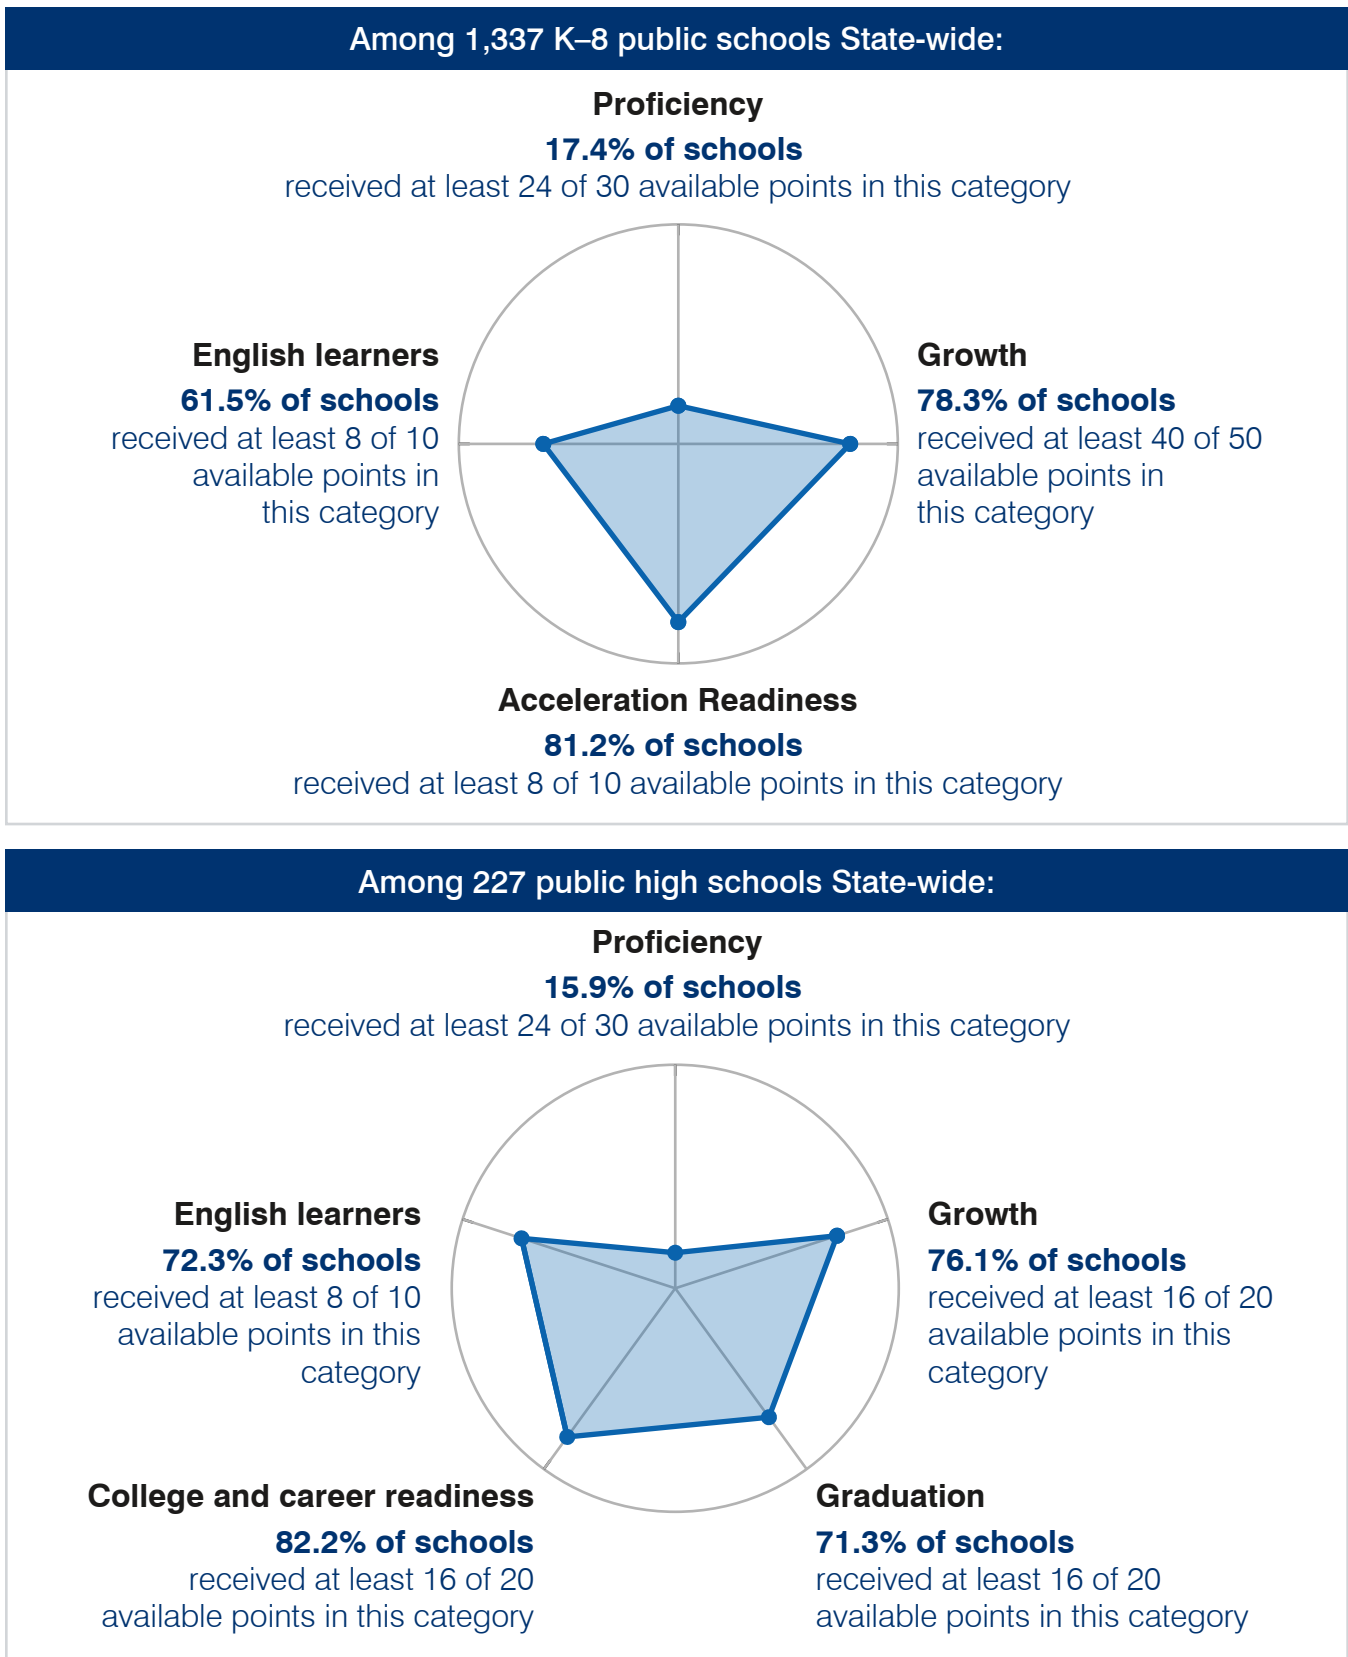 Among 1,337 K–8 public schools State-wide:
Proficiency
17.4% of schools
received at least 24 of 30 available points in this category
English learners
61.5% of schools
received at least 8 of 10
available points in
this category
Growth
78.3% of schools
received at least 40 of 50
available points in
this category
Acceleration Readiness
81.2% of schools
received at least 8 of 10 available points in this category
Among 227 public high schools State-wide:
Proficiency
15.9% of schools
received at least 24 of 30 available points in this category
English learners
72.3% of schools
received at least 8 of 10
available points in this
category
Growth
76.1% of schools
received at least 16 of 20
available points in this
category
College and career readiness
82.2% of schools
received at least 16 of 20
available points in this category
Graduation
71.3% of schools
received at least 16 of 20
available points in this category